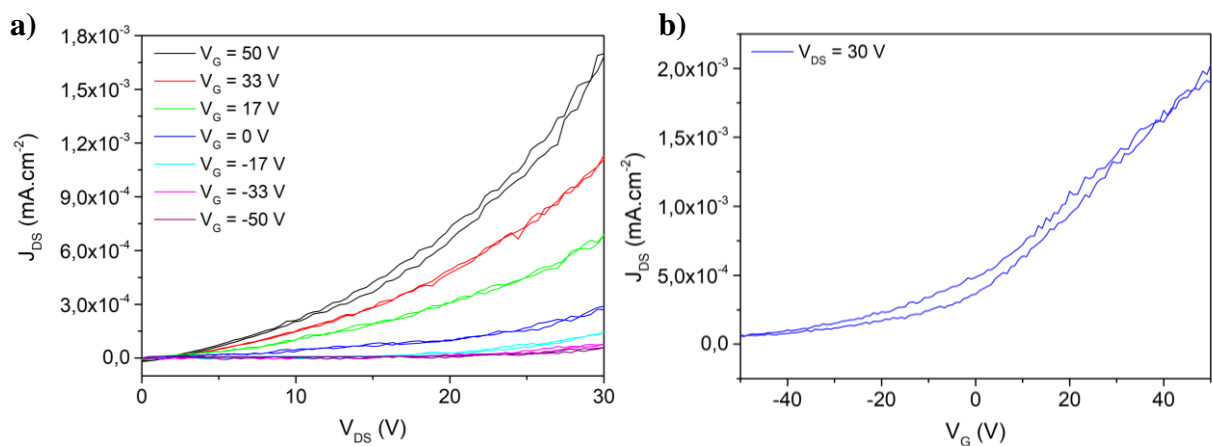 a)
1,8x10⁻³
1,5x10⁻³
1,2x10⁻³
9,0x10⁻⁴
6,0x10⁻⁴
3,0x10⁻⁴
0,0
J_DS (mA.cm⁻²)
V_G = 50 V
V_G = 33 V
V_G = 17 V
V_G = 0 V
V_G = -17 V
V_G = -33 V
V_G = -50 V
0 10 20 30
V_DS (V)
b)
V_DS = 30 V
2,0x10⁻³
1,5x10⁻³
1,0x10⁻³
5,0x10⁻⁴
0,0
J_DS (mA.cm⁻²)
-40 -20 0 20 40
V_G (V)